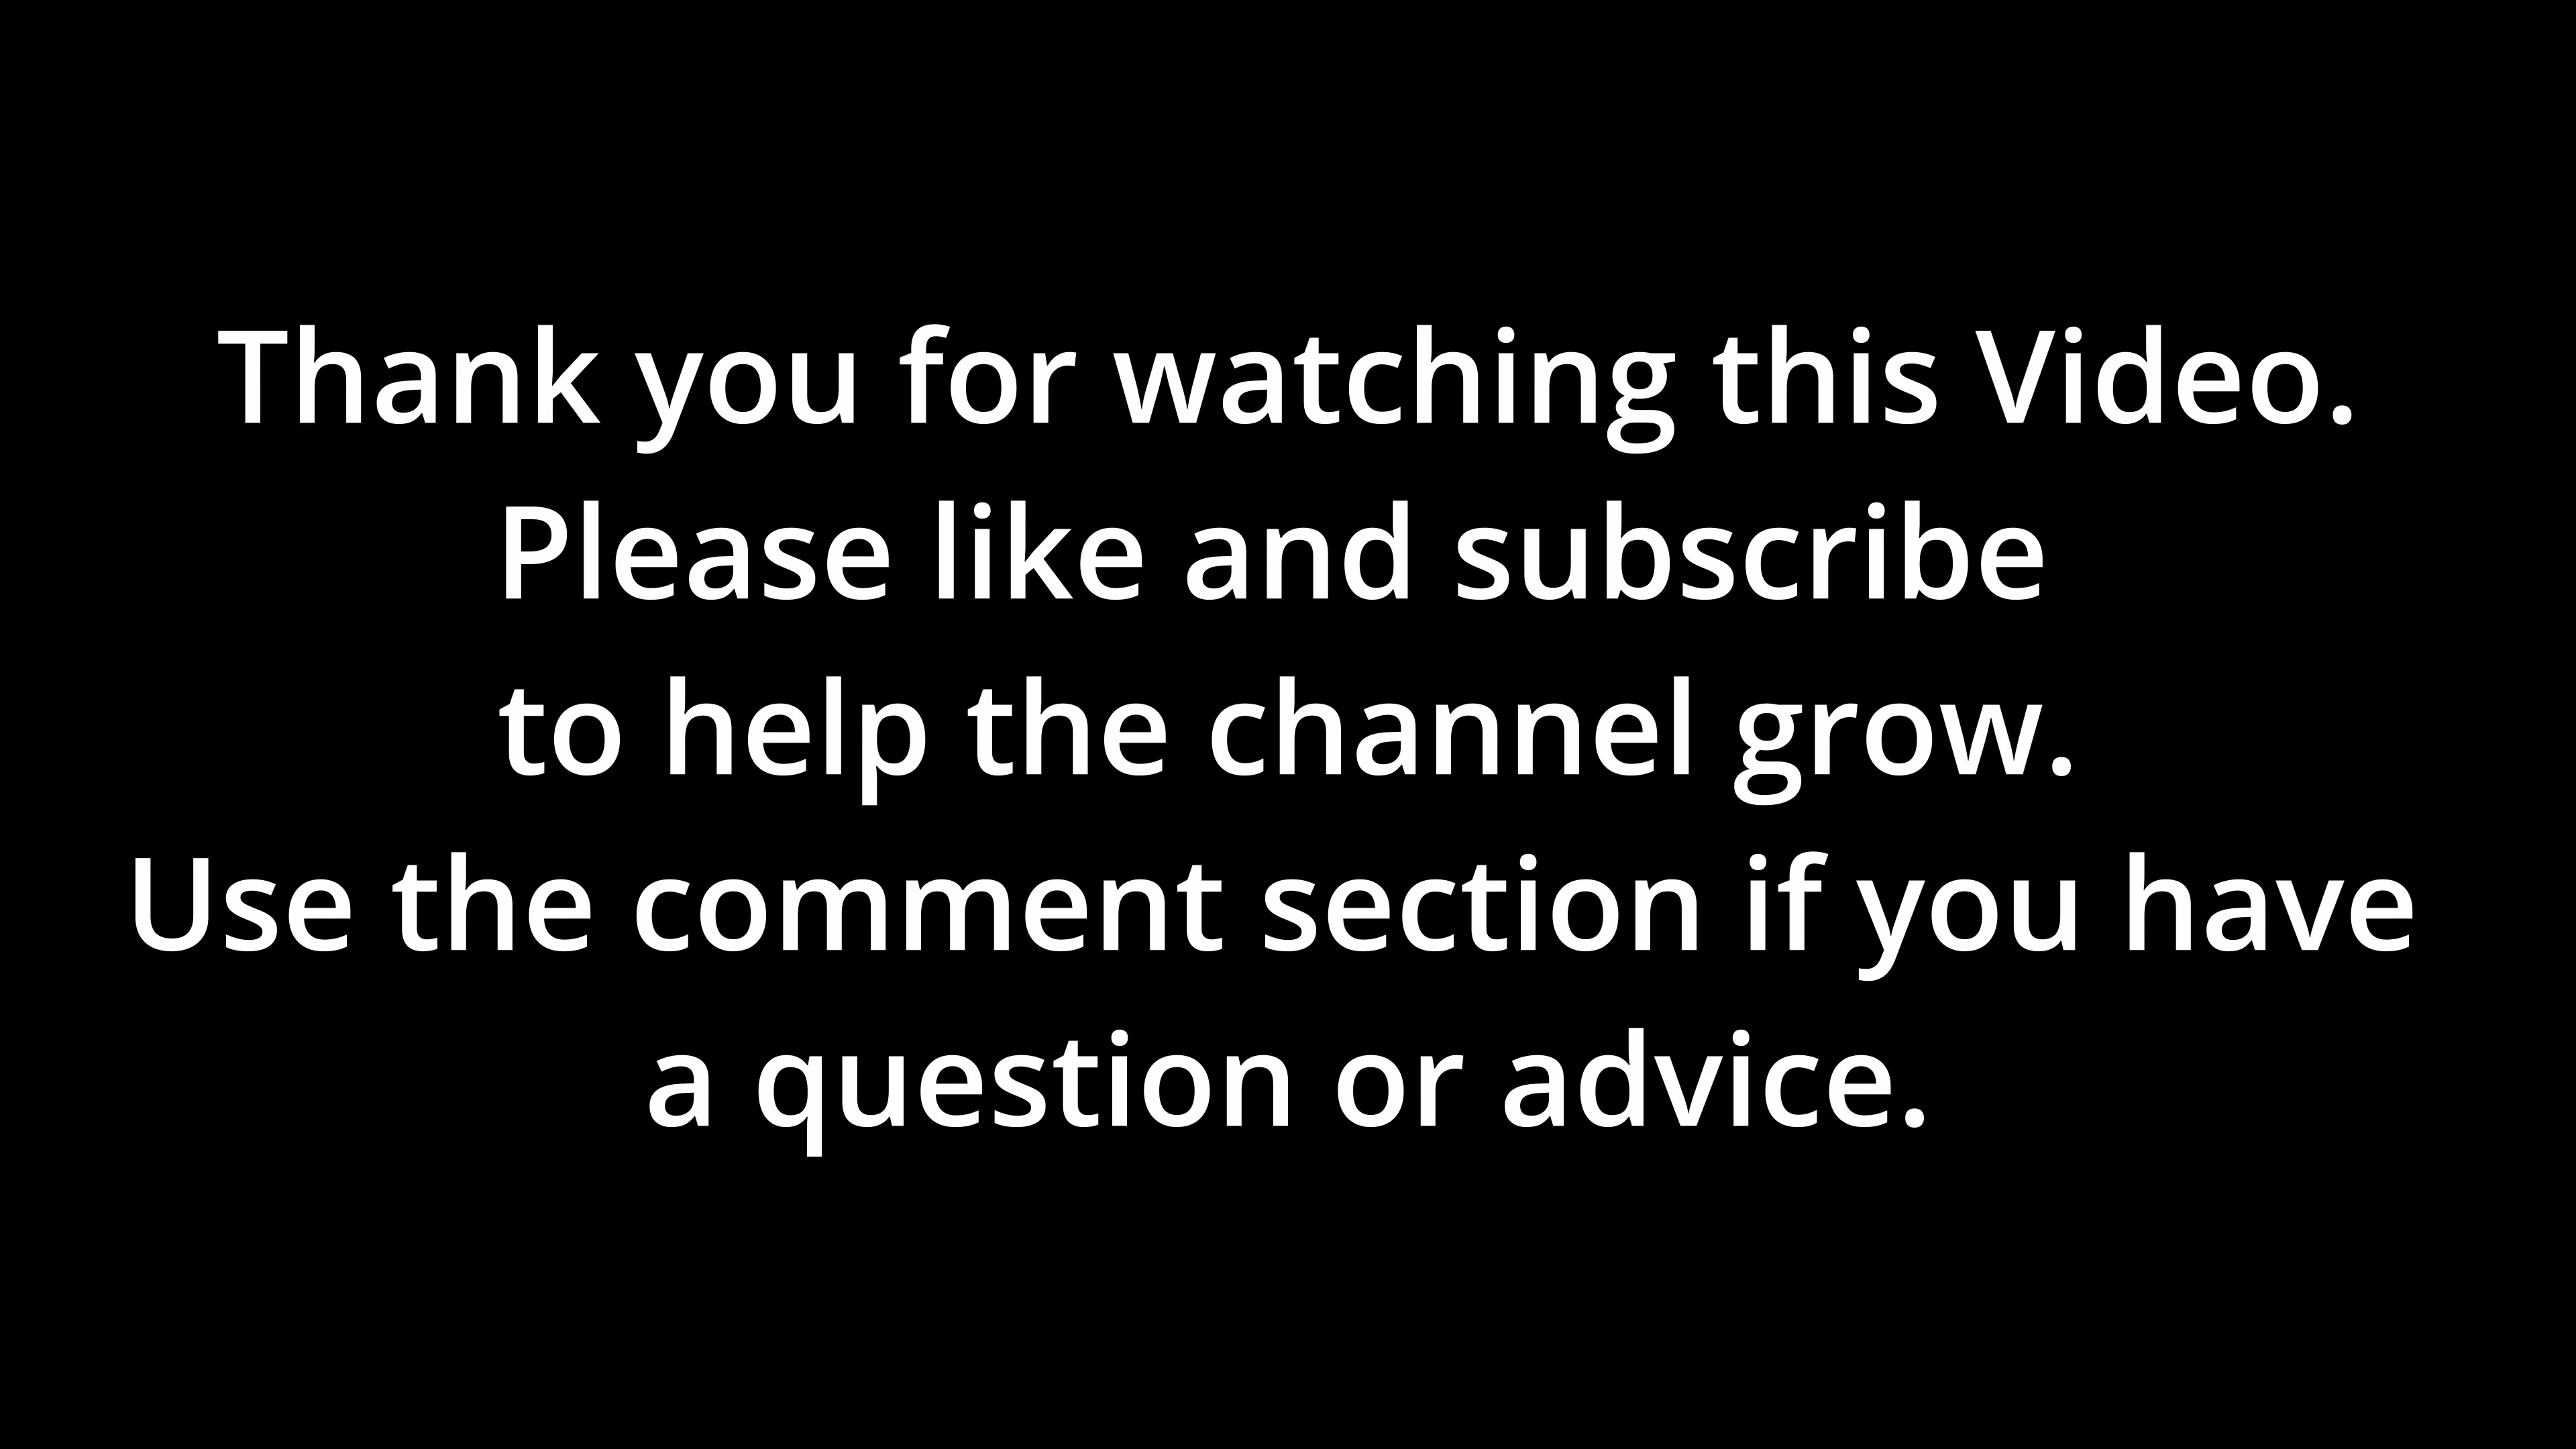 Thank you for watching this Video.
Please like and subscribe
to help the channel grow.
Use the comment section if you have
a question or advice.